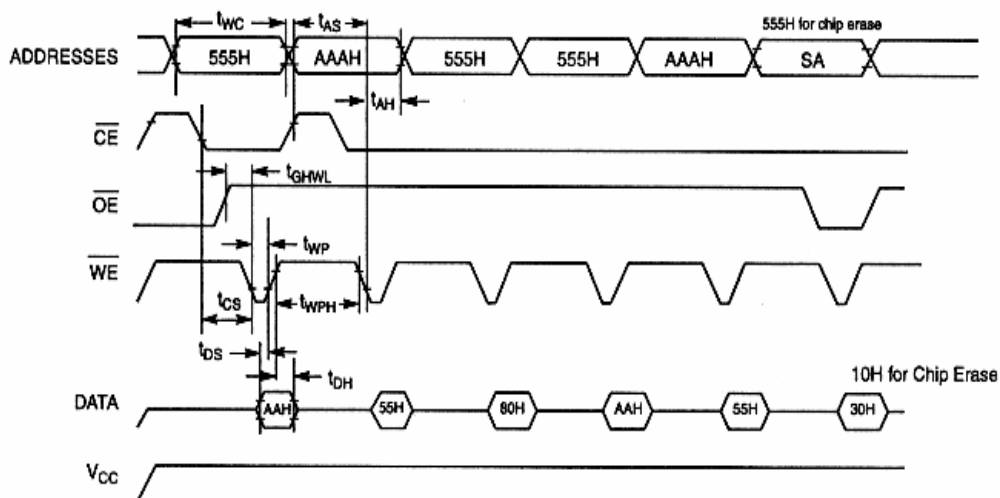 tWC
tAS
555H for chip erase
ADDRESSES
555H
AAAH
555H
555H
AAAH
SA
tAH
CE
tGHWL
OE
tWP
WE
tCS
tWPH
tDS
tDH
10H for Chip Erase
DATA
AAH
55H
80H
AAH
55H
30H
VCC